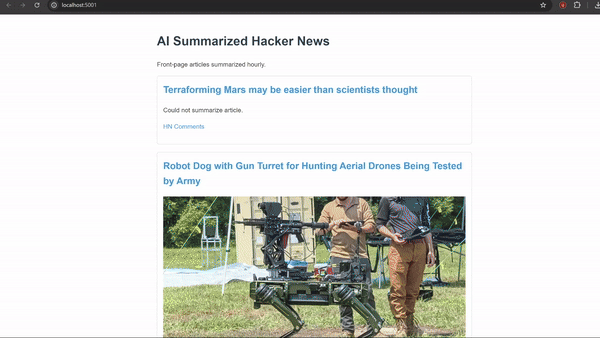 localhost:5001
AI Summarized Hacker News
Front-page articles summarized hourly.
Terraforming Mars may be easier than scientists thought
Could not summarize article.
HN Comments
Robot Dog with Gun Turret for Hunting Aerial Drones Being Tested
by Army